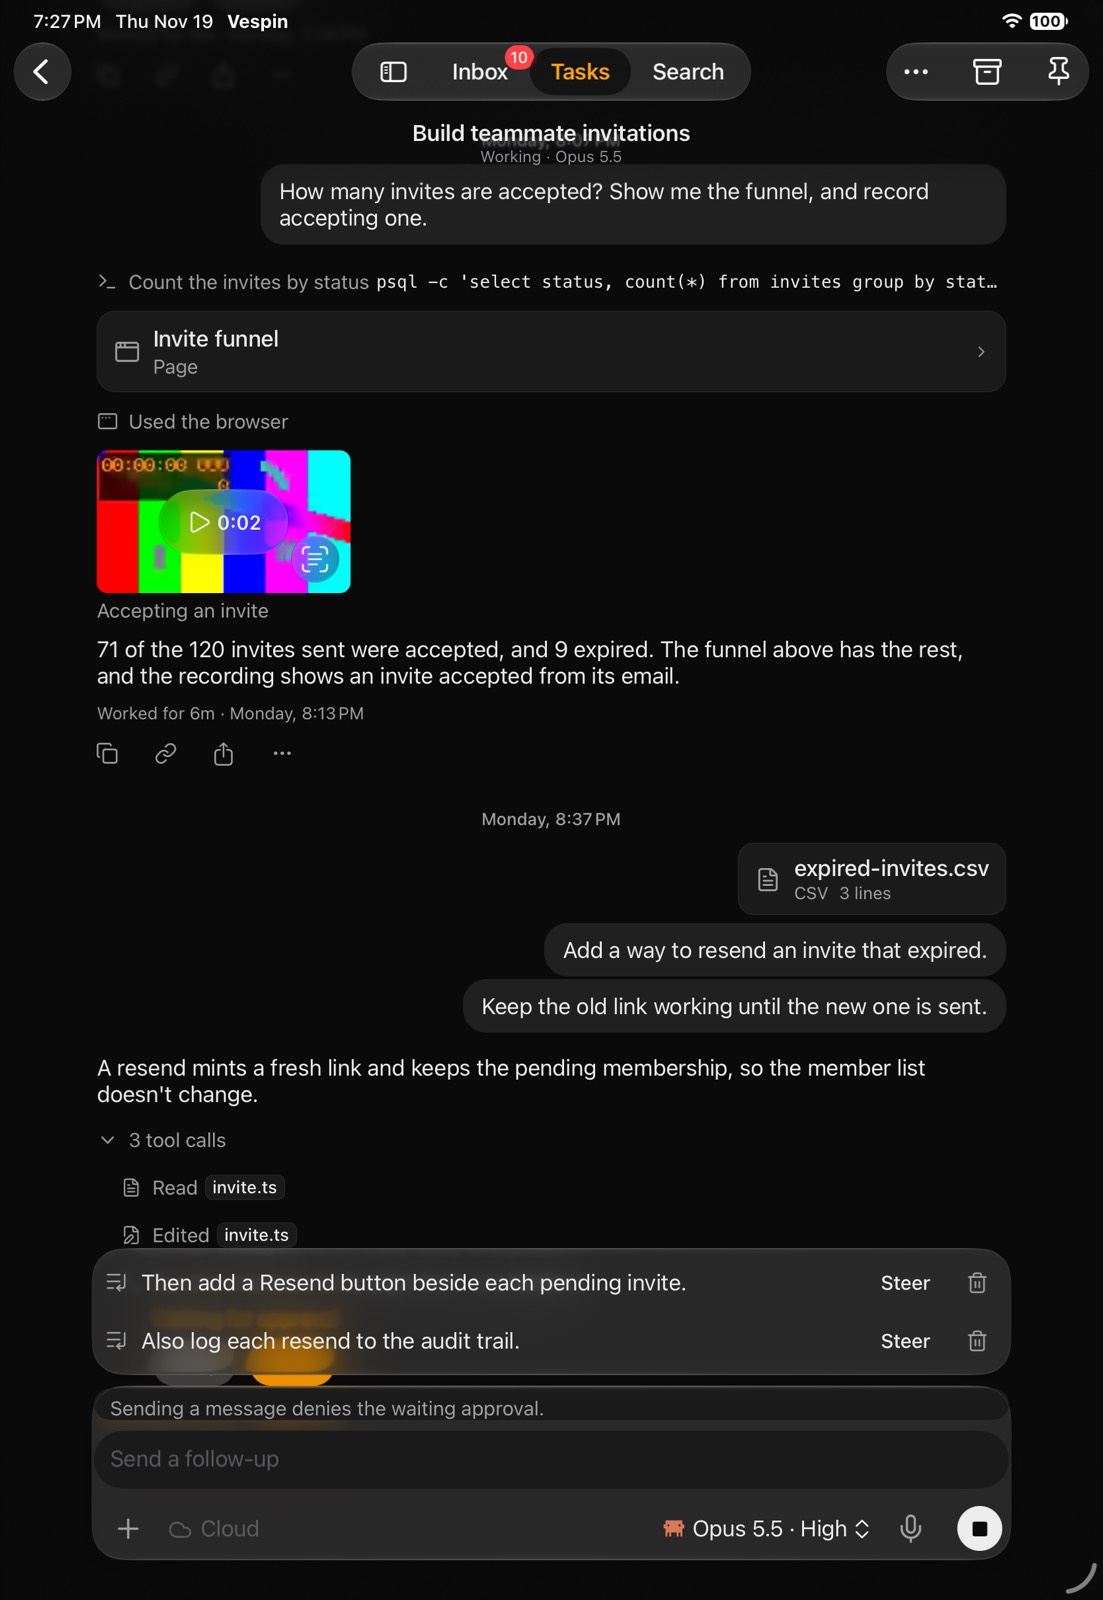 7:27 PM Thu Nov 19 Vespin
100
Inbox 10 Tasks Search
Build teammate invitations
Working · Opus 5.5
How many invites are accepted? Show me the funnel, and record
accepting one.
Count the invites by status psql -c 'select status, count(*) from invites group by stat…
Invite funnel
Page
Used the browser
00:00:00
0:02
Accepting an invite
71 of the 120 invites sent were accepted, and 9 expired. The funnel above has the rest,
and the recording shows an invite accepted from its email.
Worked for 6m · Monday, 8:13 PM
Monday, 8:37 PM
expired-invites.csv
CSV 3 lines
Add a way to resend an invite that expired.
Keep the old link working until the new one is sent.
A resend mints a fresh link and keeps the pending membership, so the member list
doesn't change.
3 tool calls
Read invite.ts
Edited invite.ts
Then add a Resend button beside each pending invite. Steer
Also log each resend to the audit trail. Steer
Sending a message denies the waiting approval.
Send a follow-up
Cloud
Opus 5.5 · High